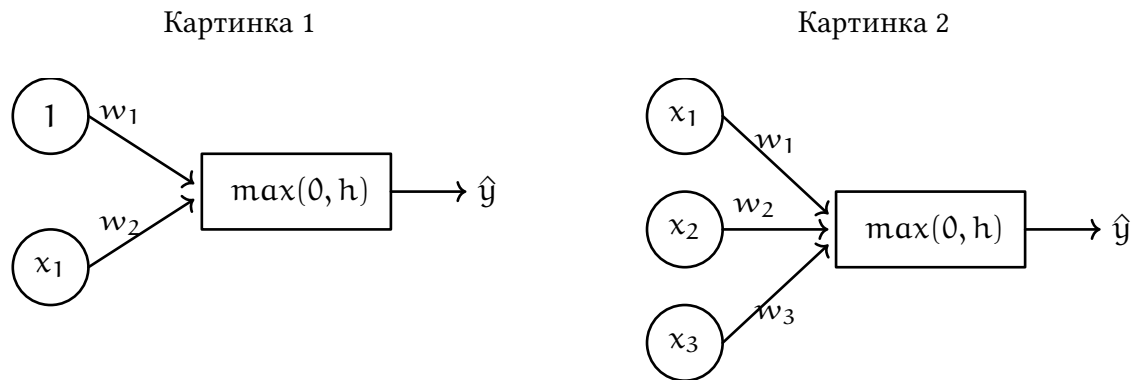 Картинка 1
1
w₁
max(0, h)
ŷ
w₂
x₁
Картинка 2
x₁
w₁
x₂
w₂
max(0, h)
ŷ
w₃
x₃